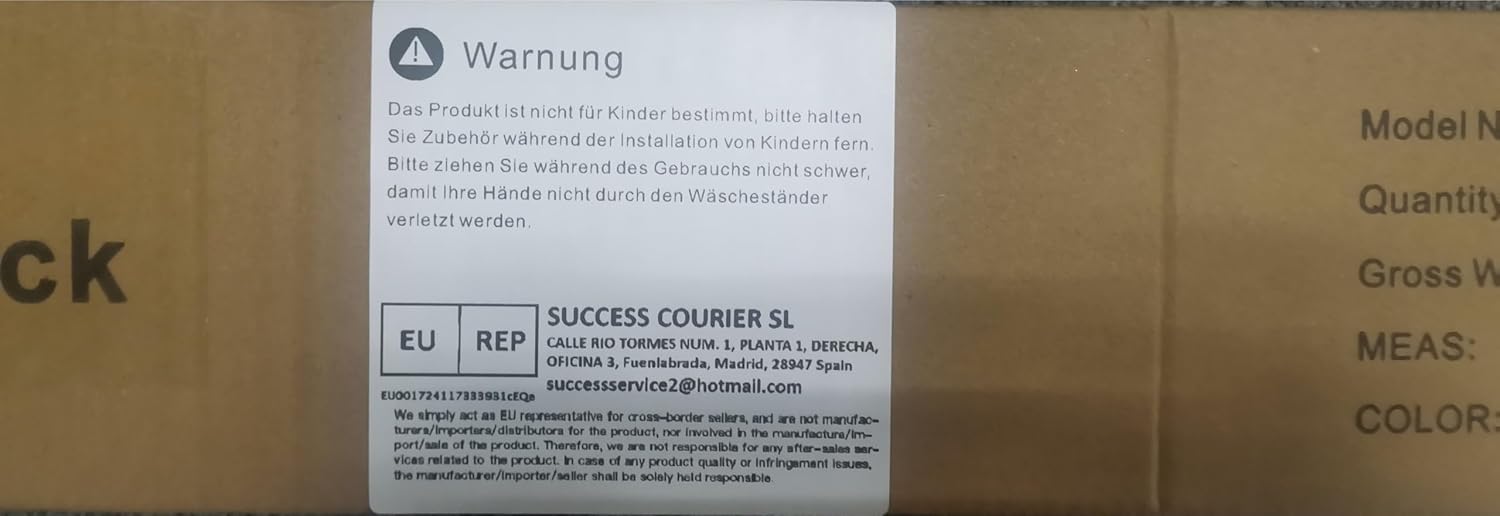 Warnung
Das Produkt ist nicht für Kinder bestimmt, bitte halten
Sie Zubehör während der Installation von Kindern fern.
Bitte ziehen Sie während des Gebrauchs nicht schwer,
damit Ihre Hände nicht durch den Wäscheständer
verletzt werden.
ck
EU REP
SUCCESS COURIER SL
CALLE RIO TORMES NUM. 1, PLANTA 1, DERECHA,
OFICINA 3, Fuenlabrada, Madrid, 28947 Spain
successservice2@hotmail.com
EU001724117333931cEQe
We simply act as EU representative for cross-border sellers, and are not manufac-
turers/importers/distributors for the product, nor involved in the manufacture/im-
port/sale of the product. Therefore, we are not responsible for any after-sales ser-
vices related to the product. In case of any product quality or infringement issues,
the manufacturer/importer/seller shall be solely held responsible.
Model N
Quantity
Gross W
MEAS:
COLOR: